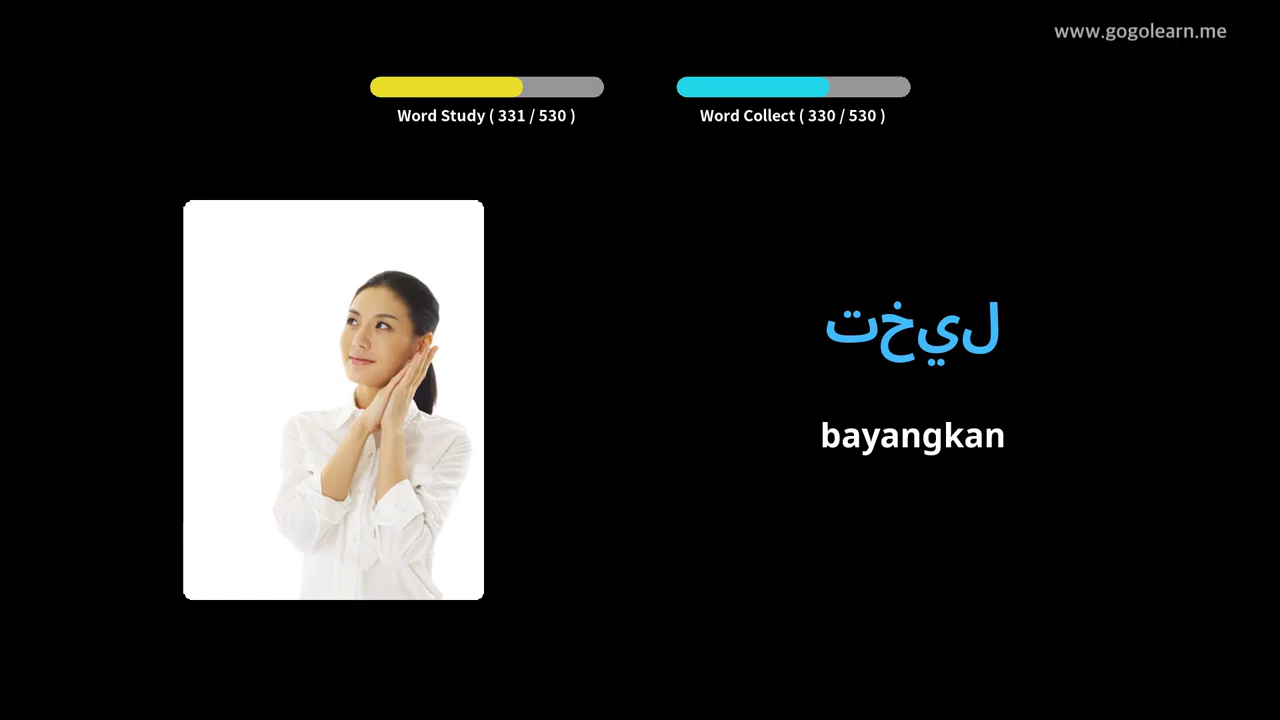 www.gogolearn.me
Word Study ( 331 / 530 )
Word Collect ( 330 / 530 )
تخيل
bayangkan